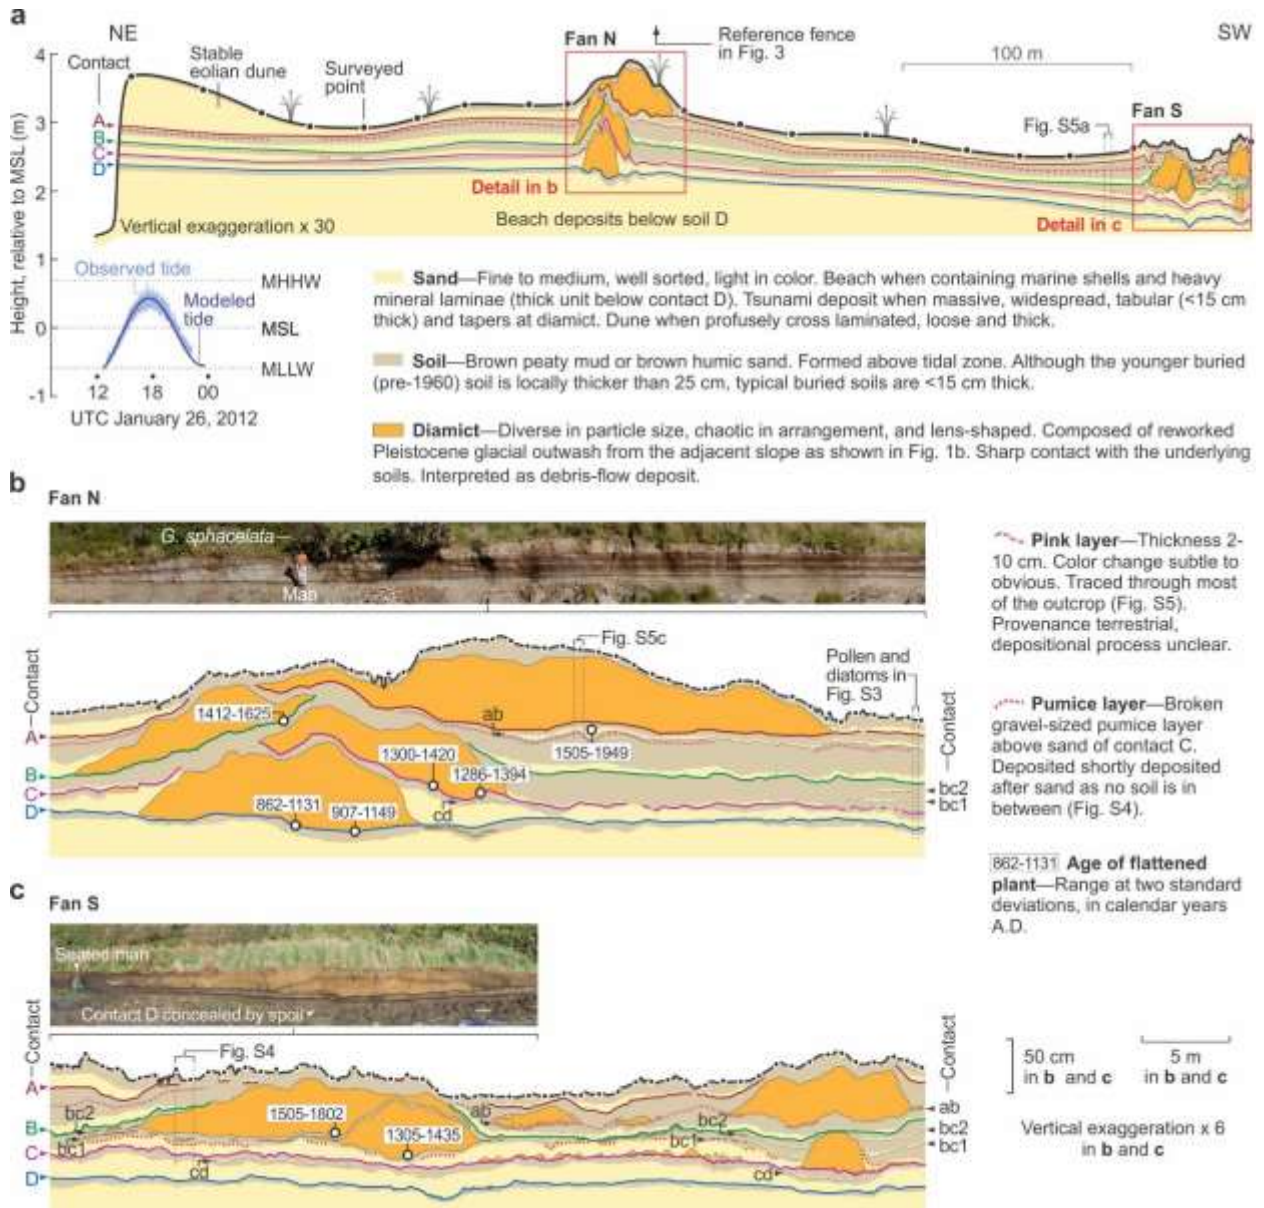 a
NE
SW
Fan N
Reference fence
in Fig. 3
100 m
Contact
Stable
eolian dune
Surveyed
point
Fan S
Fig. S5a
4
3
2
1
0
-1
Height, relative to MSL (m)
A
B
C
D
Detail in b
Beach deposits below soil D
Detail in c
Vertical exaggeration x 30
Observed tide
MHHW
Modeled
tide
MSL
MLLW
12 18 00
UTC January 26, 2012
Sand—Fine to medium, well sorted, light in color. Beach when containing marine shells and heavy
mineral laminae (thick unit below contact D). Tsunami deposit when massive, widespread, tabular (<15 cm
thick) and tapers at diamict. Dune when profusely cross laminated, loose and thick.
Soil—Brown peaty mud or brown humic sand. Formed above tidal zone. Although the younger buried
(pre-1960) soil is locally thicker than 25 cm, typical buried soils are <15 cm thick.
Diamict—Diverse in particle size, chaotic in arrangement, and lens-shaped. Composed of reworked
Pleistocene glacial outwash from the adjacent slope as shown in Fig. 1b. Sharp contact with the underlying
soils. Interpreted as debris-flow deposit.
b
Fan N
G. sphacelata
Man
Fig. S5c
Pollen and
diatoms in
Fig. S3
Contact
A
B
C
D
1412-1625
ab
1300-1420
1505-1949
1286-1394
862-1131
907-1149
cd
Contact
bc2
bc1
Pink layer—Thickness 2-
10 cm. Color change subtle to
obvious. Traced through most
of the outcrop (Fig. S5).
Provenance terrestrial,
depositional process unclear.
Pumice layer—Broken
gravel-sized pumice layer
above sand of contact C.
Deposited shortly deposited
after sand as no soil is in
between (Fig. S4).
862-1131 Age of flattened
plant—Range at two standard
deviations, in calendar years
A.D.
c
Fan S
Seated man
Contact D concealed by spoil
Contact
Fig. S4
A
B
C
D
bc2
bc1
1505-1802
1305-1435
ab
cd
bc2
bc1
cd
Contact
ab
bc2
bc1
50 cm
in b and c
5 m
in b and c
Vertical exaggeration x 6
in b and c